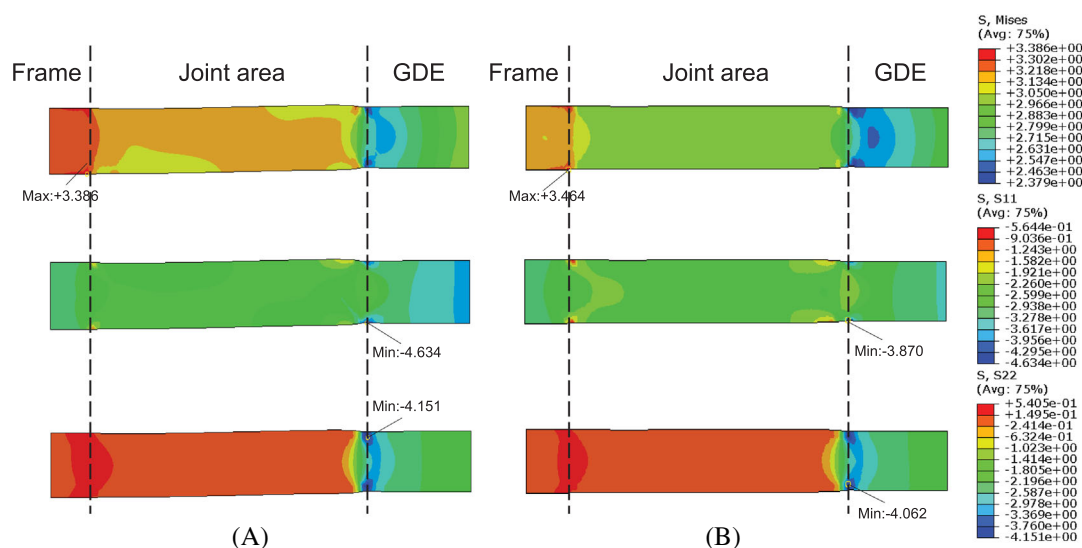 Frame Joint area GDE
Max:+3.386
Min:-4.634
Min:-4.151
(A)
Frame Joint area GDE
Max:+3.464
Min:-3.870
Min:-4.062
(B)
S, Mises
(Avg: 75%)
+3.386e+00
+3.302e+00
+3.218e+00
+3.134e+00
+3.050e+00
+2.966e+00
+2.883e+00
+2.799e+00
+2.715e+00
+2.631e+00
+2.547e+00
+2.463e+00
+2.379e+00
S, S11
(Avg: 75%)
-5.644e-01
-9.036e-01
-1.243e+00
-1.582e+00
-1.921e+00
-2.260e+00
-2.599e+00
-2.938e+00
-3.278e+00
-3.617e+00
-3.956e+00
-4.295e+00
-4.634e+00
S, S22
(Avg: 75%)
+5.405e-01
+1.495e-01
-2.414e-01
-6.324e-01
-1.023e+00
-1.414e+00
-1.805e+00
-2.196e+00
-2.587e+00
-2.978e+00
-3.369e+00
-3.760e+00
-4.151e+00